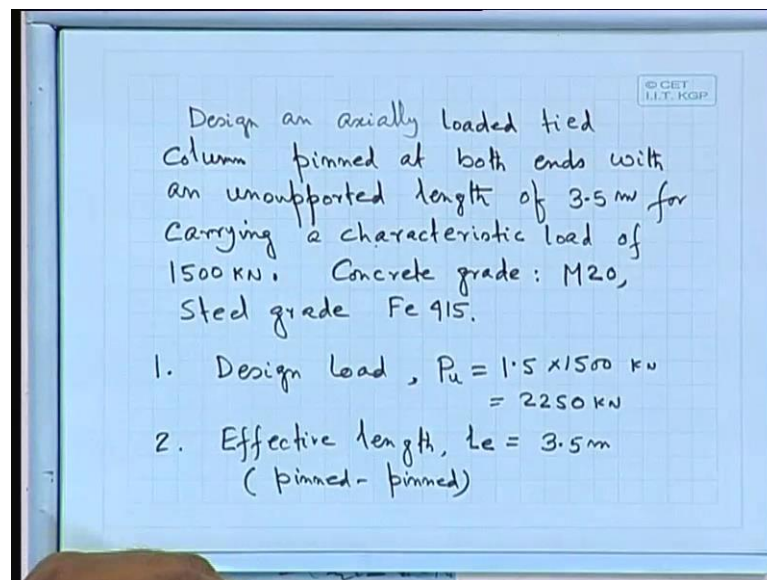 © CET
I.I.T. KGP
Design an axially loaded tied
column pinned at both ends with
an unsupported length of 3.5 m for
carrying a characteristic load of
1500 KN. Concrete grade : M20,
Steel grade Fe 415.
1. Design load, Pu = 1.5 x 1500 KN
= 2250 KN
2. Effective length, le = 3.5m
(pinned-pinned)